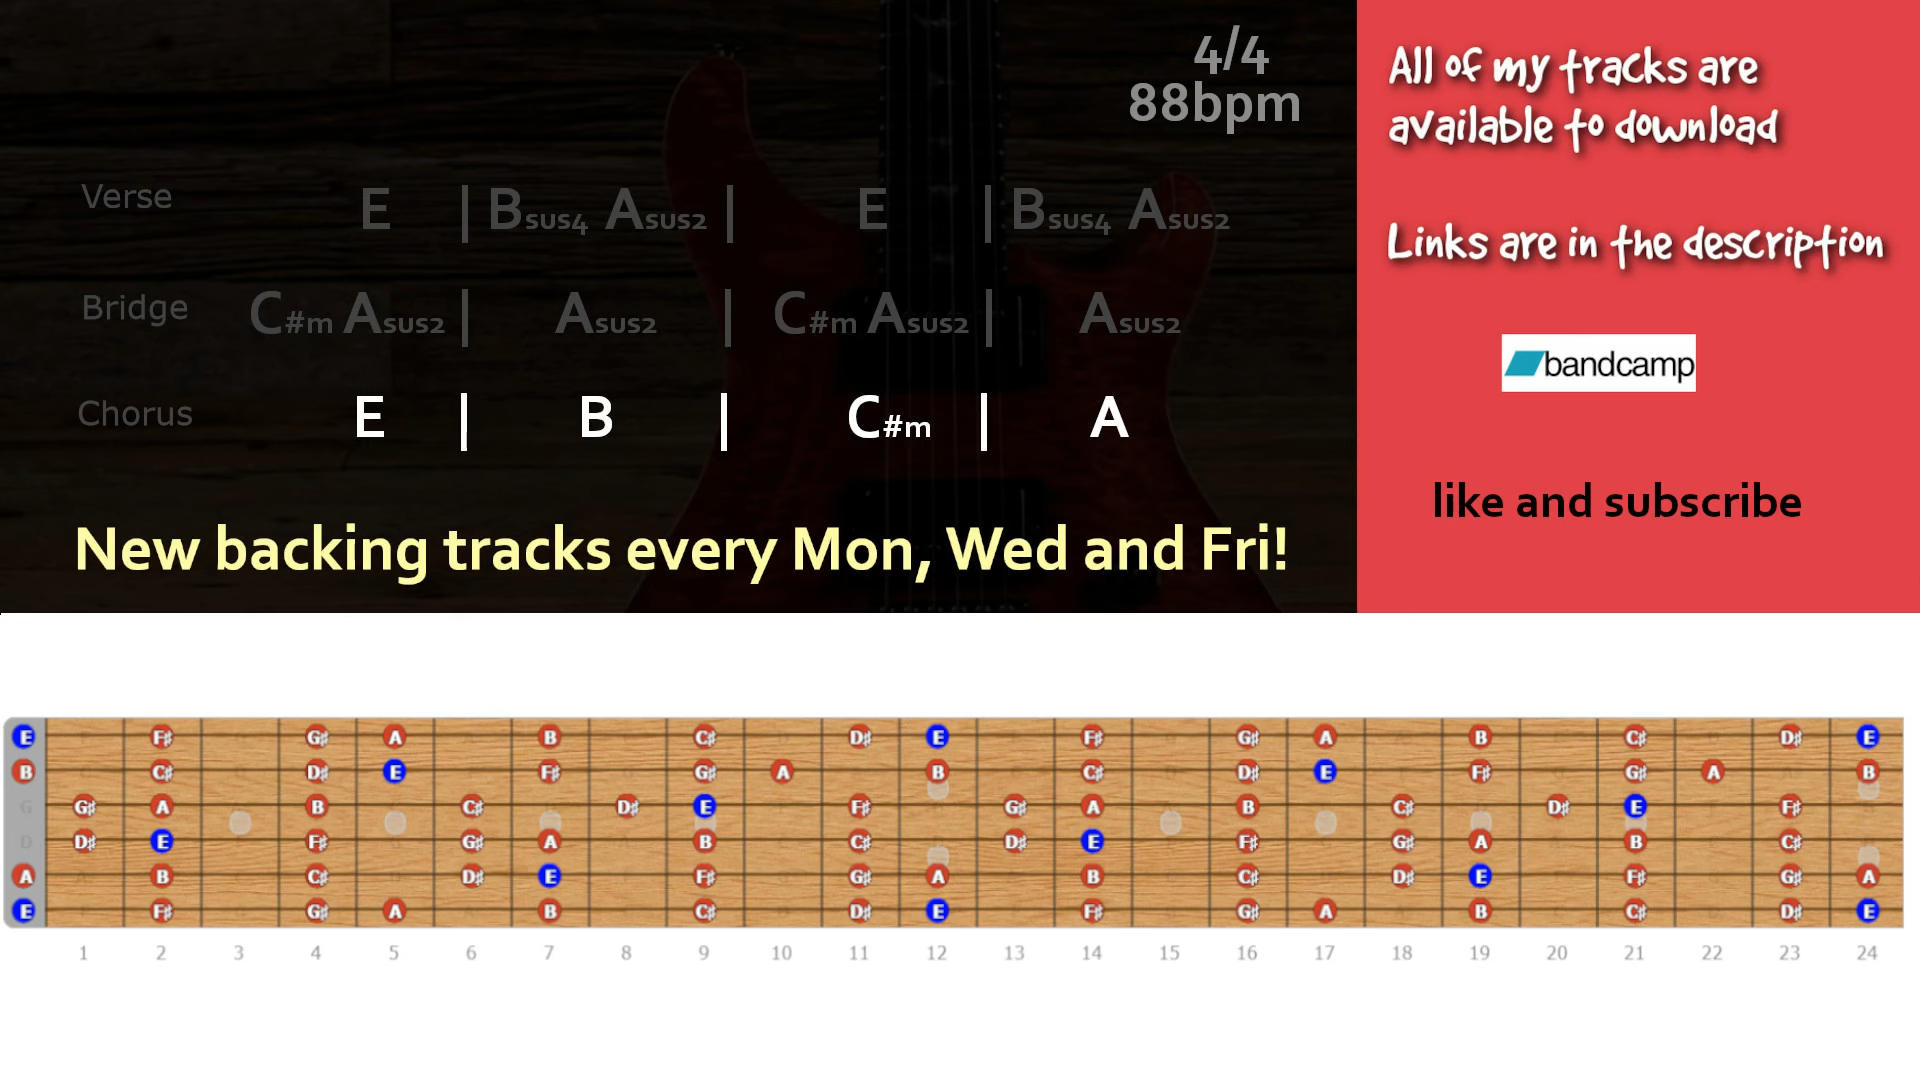 4/4
88bpm
Verse E | Bsus4 Asus2 | E | Bsus4 Asus2
Bridge C#m Asus2 | Asus2 | C#m Asus2 | Asus2
Chorus E | B | C#m | A
New backing tracks every Mon, Wed and Fri!
All of my tracks are
available to download
Links are in the description
bandcamp
like and subscribe
E F♯ G♯ A B C♯ D♯ E F♯ G♯ A B C♯ D♯ E
B C♯ D♯ E F♯ G♯ A B C♯ D♯ E F♯ G♯ A B
G G♯ A B C♯ D♯ E F♯ G♯ A B C♯ D♯ E F♯
D D♯ E F♯ G♯ A B C♯ D♯ E F♯ G♯ A B C♯
A B C♯ D♯ E F♯ G♯ A B C♯ D♯ E F♯ G♯ A
E F♯ G♯ A B C♯ D♯ E F♯ G♯ A B C♯ D♯ E
1 2 3 4 5 6 7 8 9 10 11 12 13 14 15 16 17 18 19 20 21 22 23 24